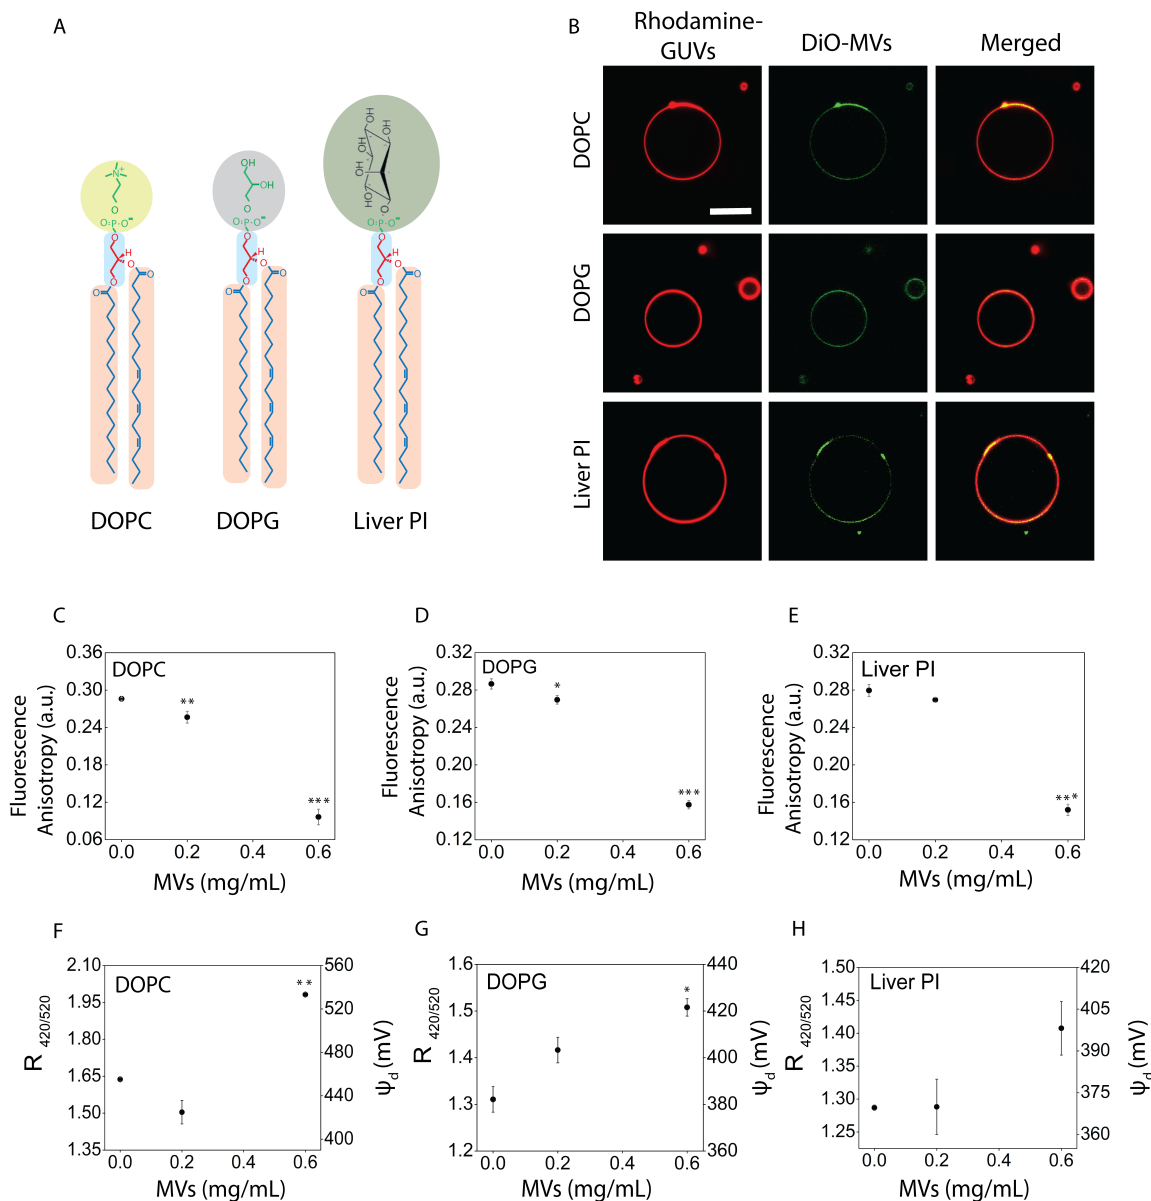 A
HO
HO
OH
HO
OH
HO
OH
OH
N+
O
O=P·O-
O
H
O
O
O
O
O
O=P·O-
O
H
O
O
O
O
O
O=P·O-
O
H
O
O
O
O
DOPC
DOPG
Liver PI
B
Rhodamine-
GUVs
DiO-MVs
Merged
DOPC
DOPG
Liver PI
C
DOPC
Fluorescence
Anisotropy (a.u.)
0.36
0.30
0.24
0.18
0.12
0.06
**
***
0.0
0.2
0.4
0.6
MVs (mg/mL)
D
DOPG
Fluorescence
Anisotropy (a.u.)
0.32
0.28
0.24
0.20
0.16
0.12
*
***
0.0
0.2
0.4
0.6
MVs (mg/mL)
E
Liver PI
Fluorescence
Anisotropy (a.u.)
0.32
0.28
0.24
0.20
0.16
0.12
***
0.0
0.2
0.4
0.6
MVs (mg/mL)
F
DOPC
R 420/520
2.10
1.95
1.80
1.65
1.50
1.35
**
560
520
480
440
400
ψd (mV)
0.0
0.2
0.4
0.6
MVs (mg/mL)
G
DOPG
R 420/520
1.6
1.5
1.4
1.3
1.2
*
440
420
400
380
360
ψd (mV)
0.0
0.2
0.4
0.6
MVs (mg/mL)
H
Liver PI
R 420/520
1.50
1.45
1.40
1.35
1.30
1.25
420
405
390
375
360
ψd (mV)
0.0
0.2
0.4
0.6
MVs (mg/mL)